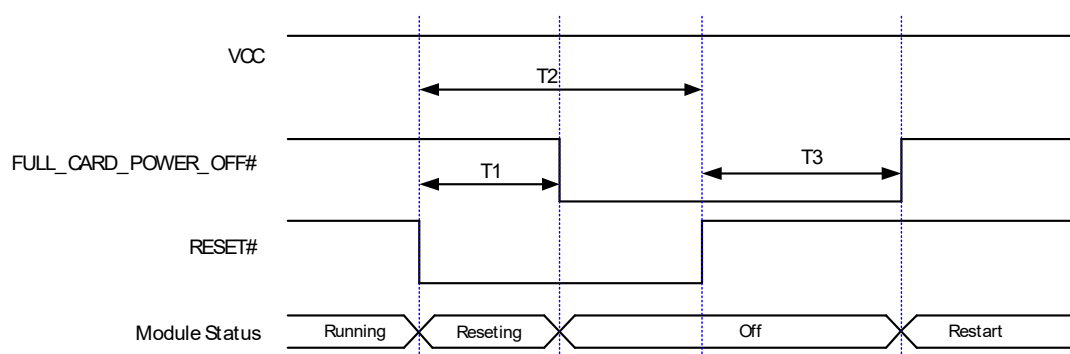 VCC
T2
FULL_CARD_POWER_OFF#
T1
T3
RESET#
Module Status
Running
Reseting
Off
Restart